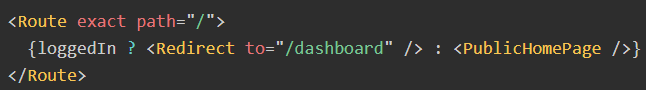 <Route exact path="/">
  {loggedIn ? <Redirect to="/dashboard" /> : <PublicHomePage />}
</Route>